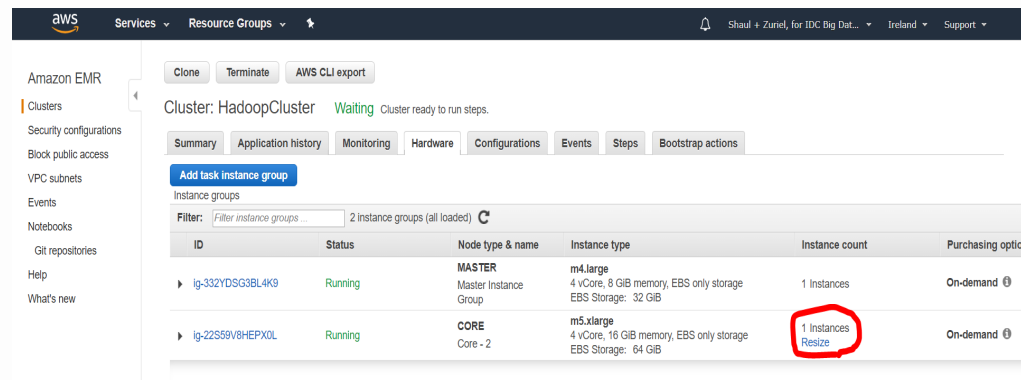 aws
Services Resource Groups Shaul + Zuriel, for IDC Big Dat... Ireland Support
Amazon EMR
Clusters
Security configurations
Block public access
VPC subnets
Events
Notebooks
Git repositories
Help
What's new
Clone Terminate AWS CLI export
Cluster: HadoopCluster Waiting Cluster ready to run steps.
Summary Application history Monitoring Hardware Configurations Events Steps Bootstrap actions
Add task instance group
Instance groups
Filter: Filter instance groups ... 2 instance groups (all loaded)
ID Status Node type & name Instance type Instance count Purchasing optic
ig-332YDSG3BL4K9 Running MASTER
Master Instance
Group
m4.large
4 vCore, 8 GiB memory, EBS only storage
EBS Storage: 32 GiB
1 Instances On-demand
ig-22S59V8HEPX0L Running CORE
Core - 2
m5.xlarge
4 vCore, 16 GiB memory, EBS only storage
EBS Storage: 64 GiB
1 Instances
Resize
On-demand